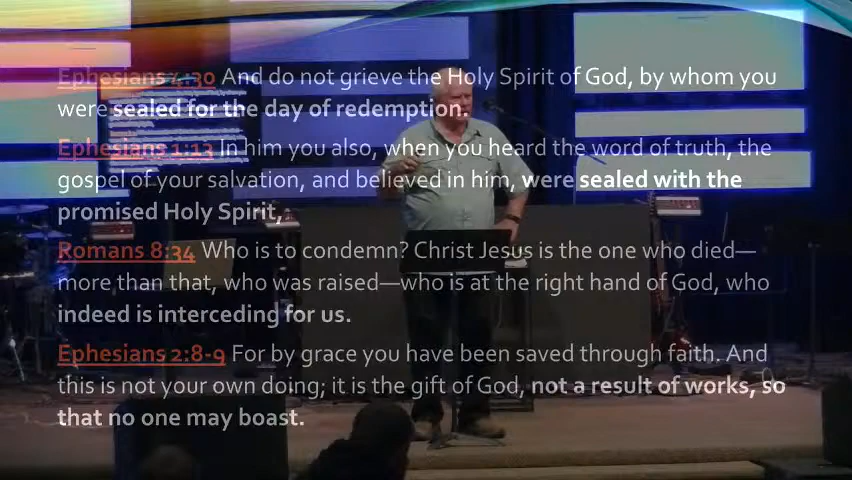 Ephesians 4:30 And do not grieve the Holy Spirit of God, by whom you
were sealed for the day of redemption.
Ephesians 1:13 In him you also, when you heard the word of truth, the
gospel of your salvation, and believed in him, were sealed with the
promised Holy Spirit,
Romans 8:34 Who is to condemn? Christ Jesus is the one who died—
more than that, who was raised—who is at the right hand of God, who
indeed is interceding for us.
Ephesians 2:8-9 For by grace you have been saved through faith. And
this is not your own doing; it is the gift of God, not a result of works, so
that no one may boast.